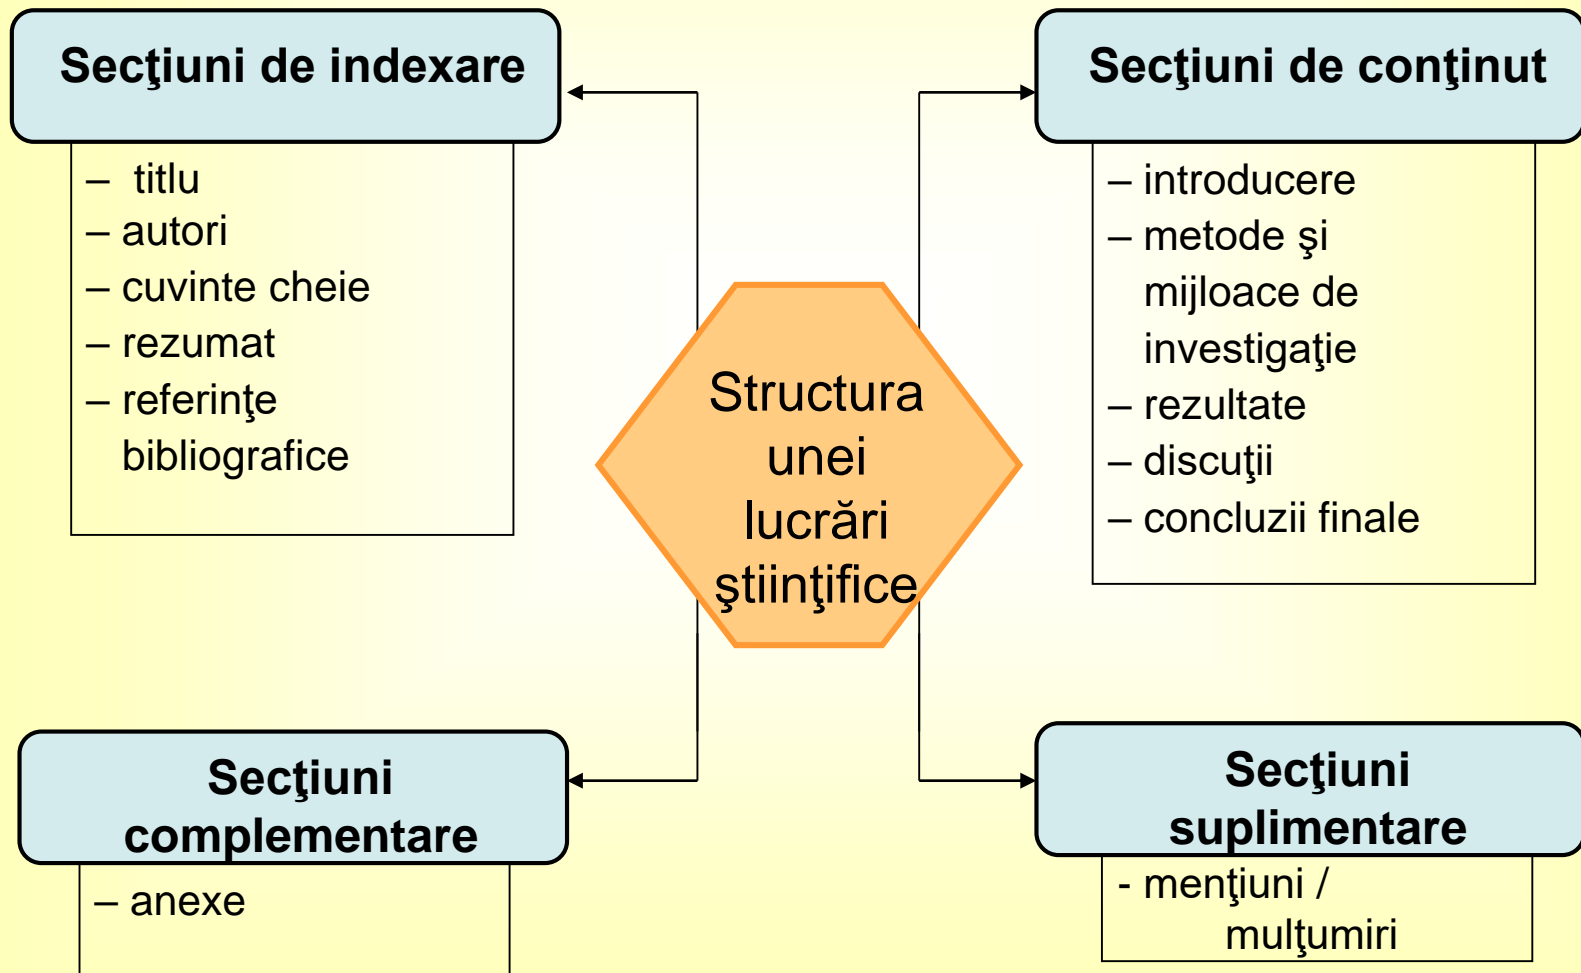 Secţiuni de indexare
– titlu
– autori
– cuvinte cheie
– rezumat
– referinţe
bibliografice
Secţiuni de conţinut
– introducere
– metode şi
mijloace de
investigaţie
– rezultate
– discuţii
– concluzii finale
Structura
unei
lucrări
ştiinţifice
Secţiuni
complementare
– anexe
Secţiuni
suplimentare
- menţiuni /
mulţumiri